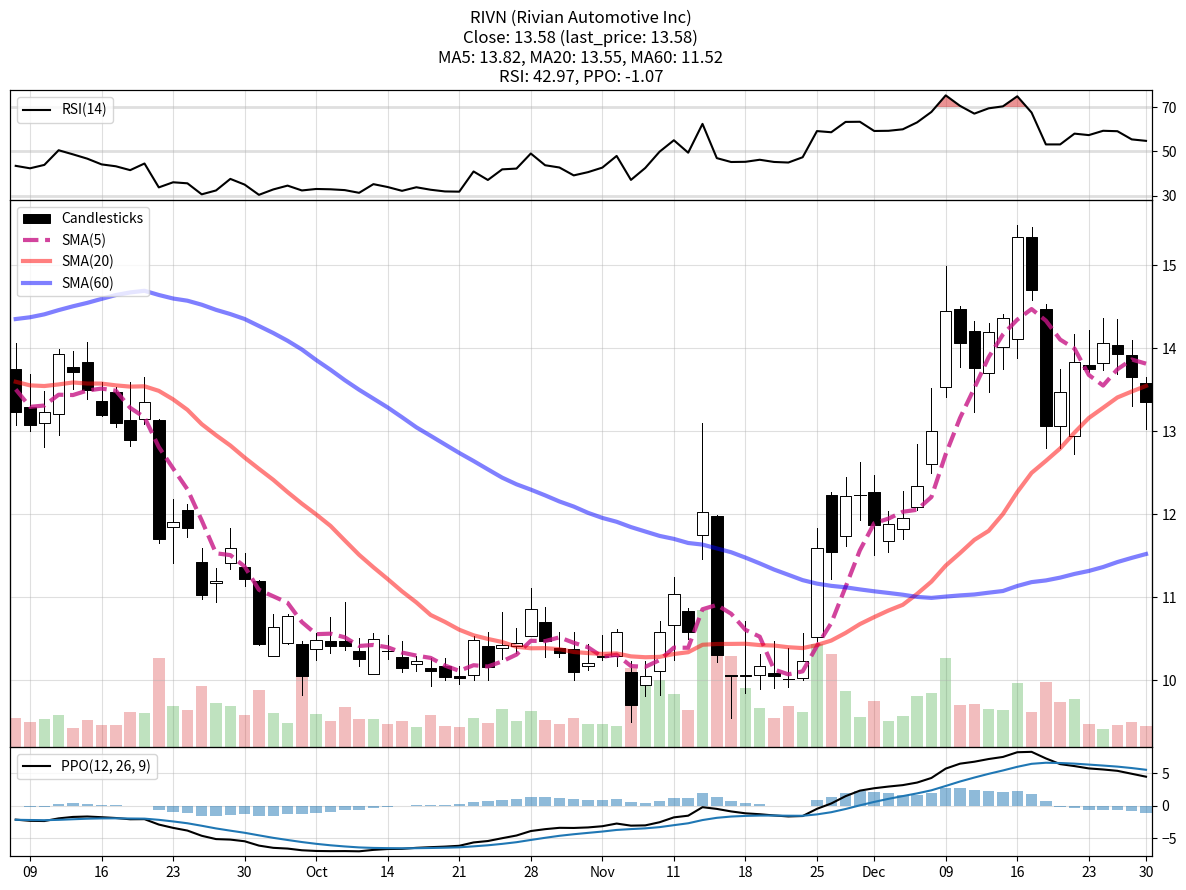 RIVN (Rivian Automotive Inc)
Close: 13.58 (last_price: 13.58)
MA5: 13.82, MA20: 13.55, MA60: 11.52
RSI: 42.97, PPO: -1.07
RSI(14)
70
50
30
Candlesticks
SMA(5)
SMA(20)
SMA(60)
15
14
13
12
11
10
PPO(12, 26, 9)
5
0
−5
09 16 23 30 Oct 14 21 28 Nov 11 18 25 Dec 09 16 23 30